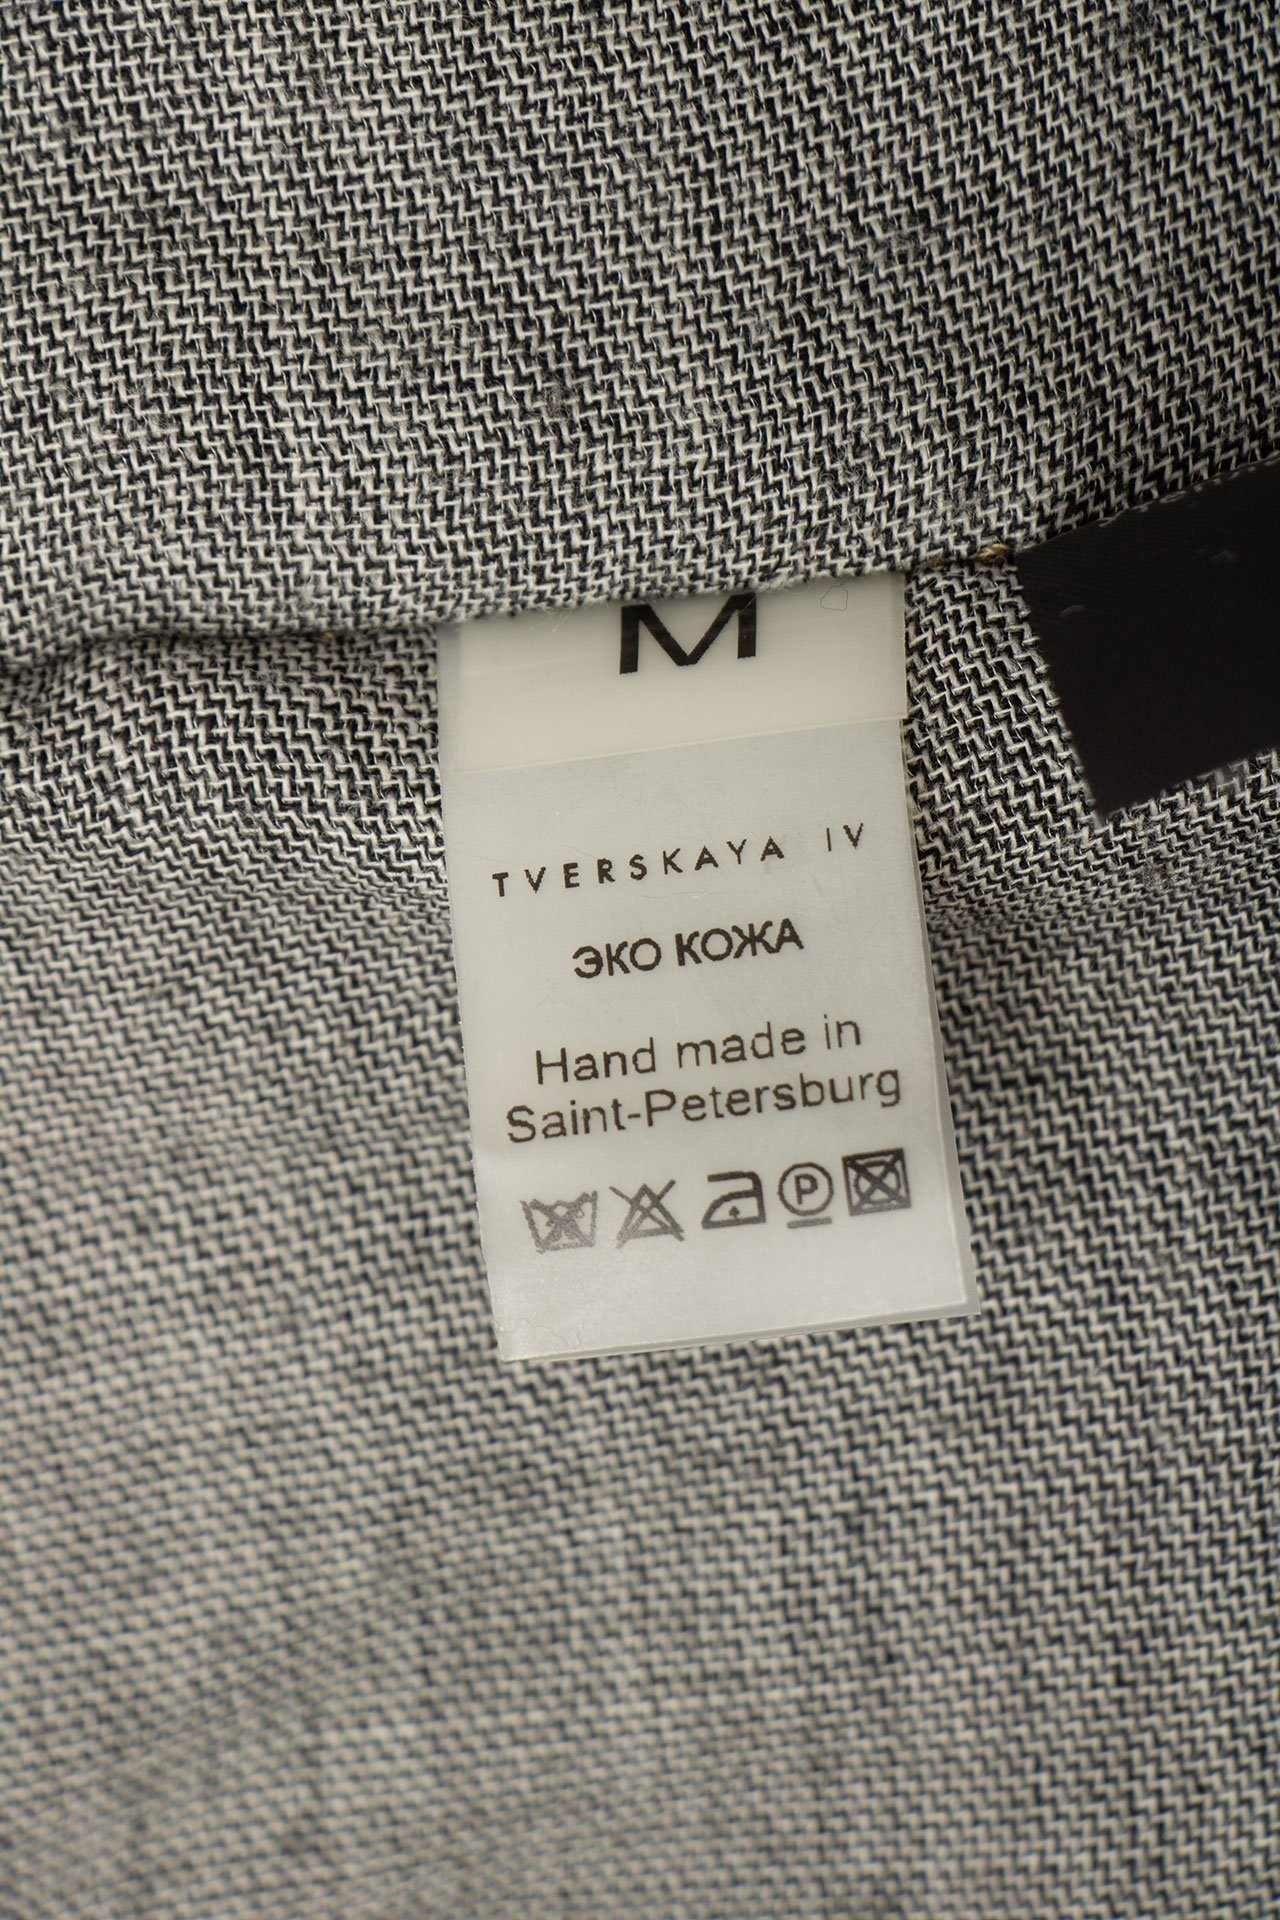 M
TVERSKAYA IV
ЭКО КОЖА
Hand made in
Saint-Petersburg
P